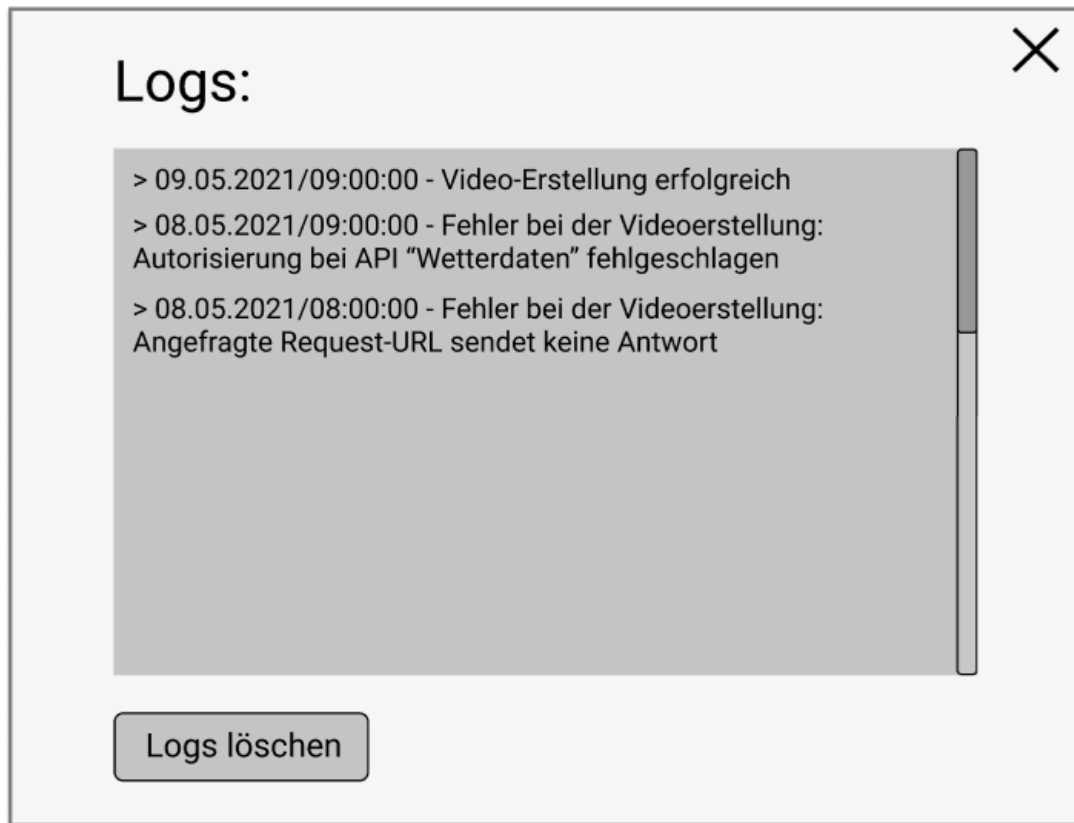 Logs:
> 09.05.2021/09:00:00 - Video-Erstellung erfolgreich
> 08.05.2021/09:00:00 - Fehler bei der Videoerstellung:
Autorisierung bei API “Wetterdaten” fehlgeschlagen
> 08.05.2021/08:00:00 - Fehler bei der Videoerstellung:
Angefragte Request-URL sendet keine Antwort
Logs löschen